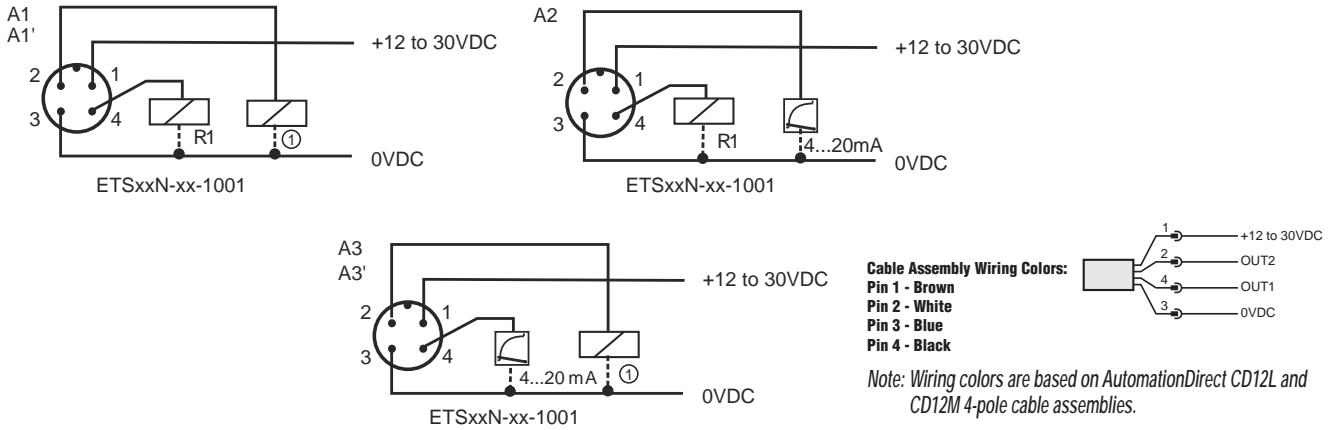 A1
A1'
+12 to 30VDC
2 1
3 4
R1 ①
0VDC
ETSxxN-xx-1001
A2
+12 to 30VDC
2 1
3 4
R1 4...20mA
0VDC
ETSxxN-xx-1001
A3
A3'
+12 to 30VDC
2 1
3 4
4...20 mA ①
0VDC
ETSxxN-xx-1001
Cable Assembly Wiring Colors:
Pin 1 - Brown
Pin 2 - White
Pin 3 - Blue
Pin 4 - Black
1 +12 to 30VDC
2 OUT2
4 OUT1
3 0VDC
Note: Wiring colors are based on AutomationDirect CD12L and
CD12M 4-pole cable assemblies.